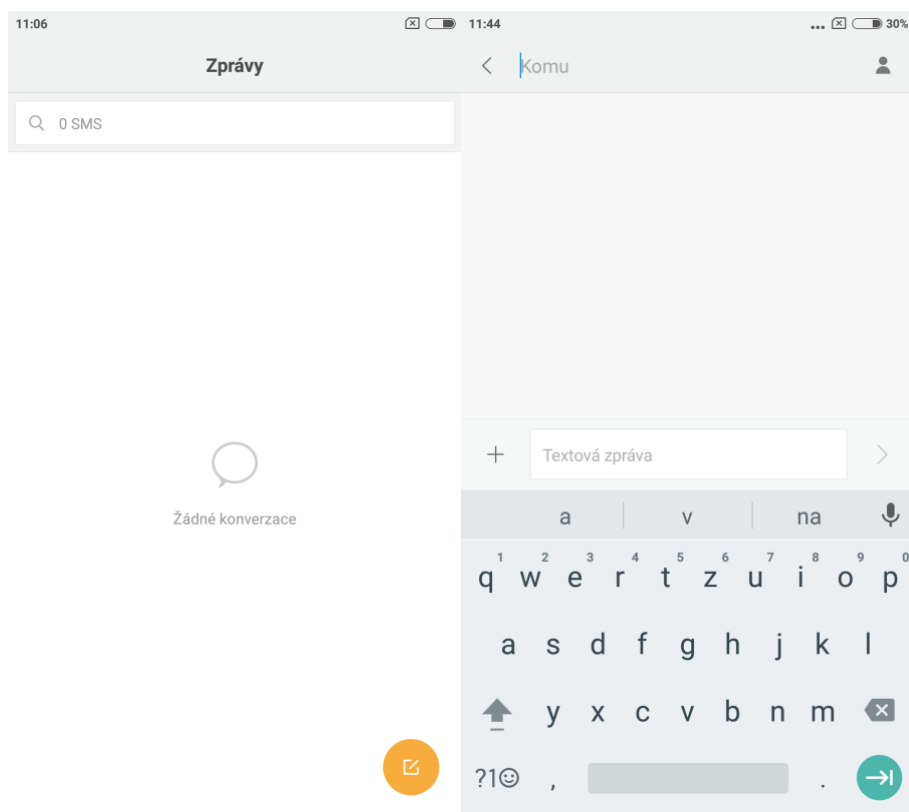 11:06
Zprávy
0 SMS
Žádné konverzace
11:44
... 30%
Komu
Textová zpráva
a v na
1 2 3 4 5 6 7 8 9 0
q w e r t z u i o p
a s d f g h j k l
y x c v b n m
?1☺ , .